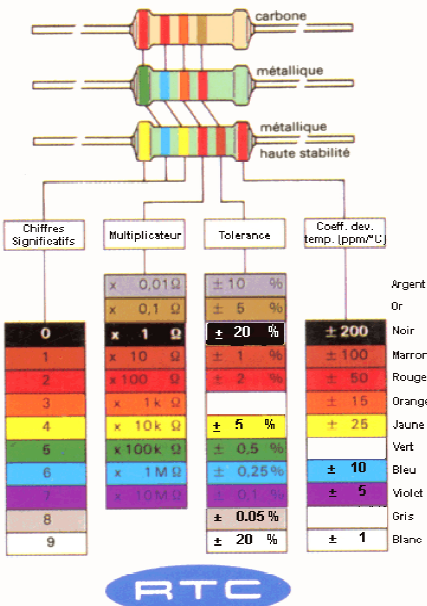 carbone
métallique
métallique
haute stabilité
Chiffres
Significatifs
Multiplicateur
Tolerance
Coeff. dev.
temp. (ppm/°C)
x 0,01 Ω ± 10 % Argent
x 0,1 Ω ± 5 % Or
0 x 1 Ω ± 20 % ± 200 Noir
1 x 10 Ω ± 1 % ± 100 Marron
2 x 100 Ω ± 2 % ± 50 Rouge
3 x 1k Ω ± 15 Orange
4 x 10k Ω ± 5 % ± 25 Jaune
5 x 100k Ω ± 0,5 % Vert
6 x 1M Ω ± 0,25 % ± 10 Bleu
7 x 10M Ω ± 0,1 % ± 5 Violet
8 ± 0.05 % Gris
9 ± 20 % ± 1 Blanc
RTC